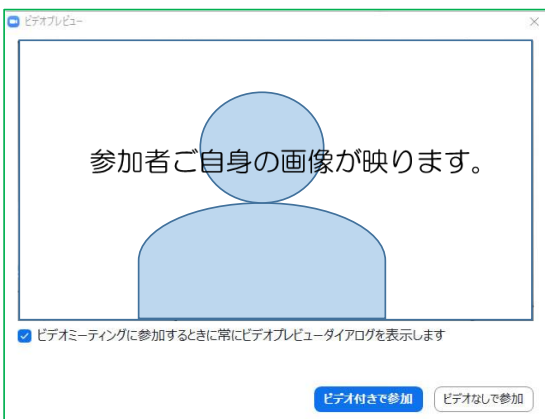 ビデオプレビュー
参加者ご自身の画像が映ります。
ビデオミーティングに参加するときに常にビデオプレビューダイアログを表示します
ビデオ付きで参加 ビデオなしで参加